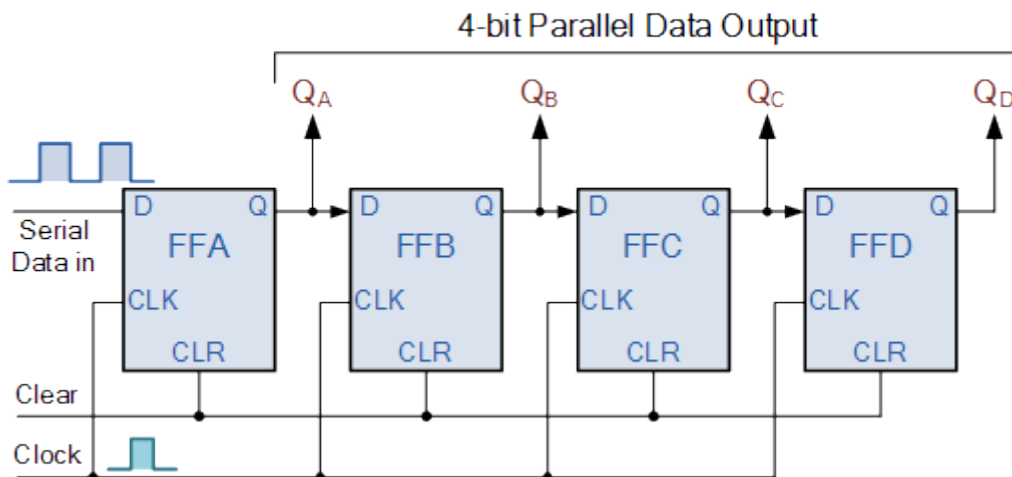 4-bit Parallel Data Output
QA QB QC QD
D Q D Q D Q D Q
Serial
Data in
FFA FFB FFC FFD
CLK CLK CLK CLK
CLR CLR CLR CLR
Clear
Clock